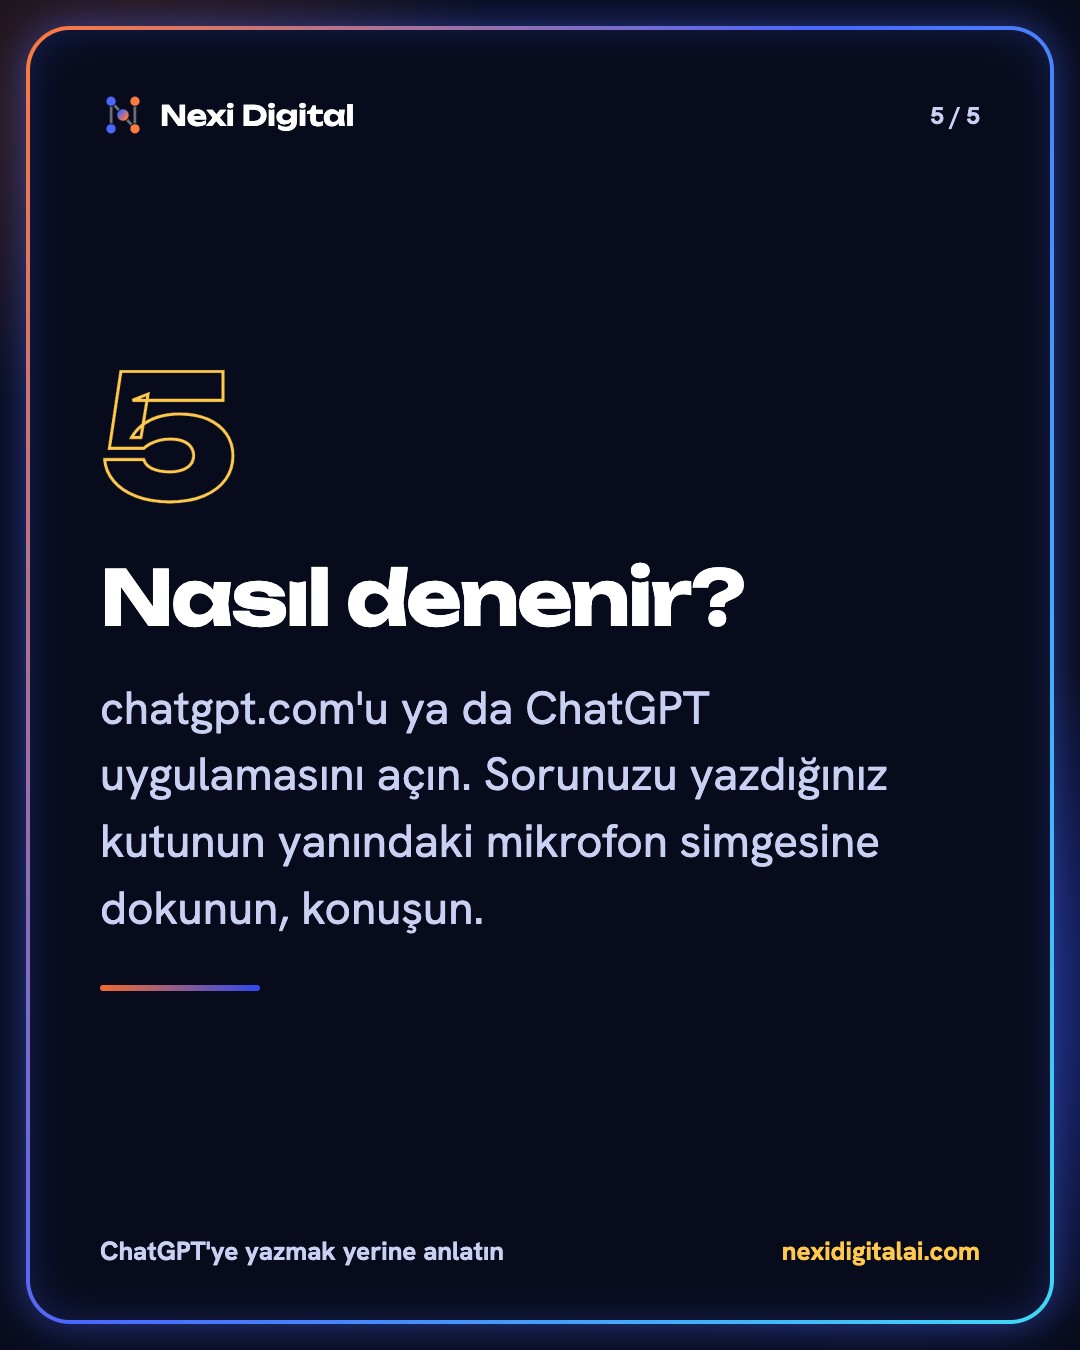 Nexi Digital
5 / 5
5
Nasıl denenir?
chatgpt.com'u ya da ChatGPT
uygulamasını açın. Sorunuzu yazdığınız
kutunun yanındaki mikrofon simgesine
dokunun, konuşun.
ChatGPT'ye yazmak yerine anlatın
nexidigitalai.com